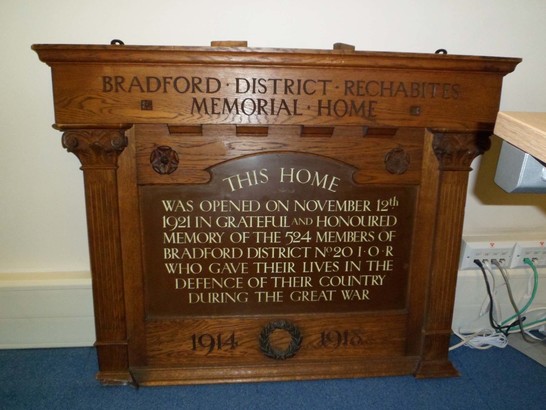 BRADFORD · DISTRICT · RECHABITES
MEMORIAL · HOME
THIS HOME
WAS OPENED ON NOVEMBER 12th
1921 IN GRATEFUL AND HONOURED
MEMORY OF THE 524 MEMBERS OF
BRADFORD DISTRICT No 20 I·O·R
WHO GAVE THEIR LIVES IN THE
DEFENCE OF THEIR COUNTRY
DURING THE GREAT WAR
1914 1918